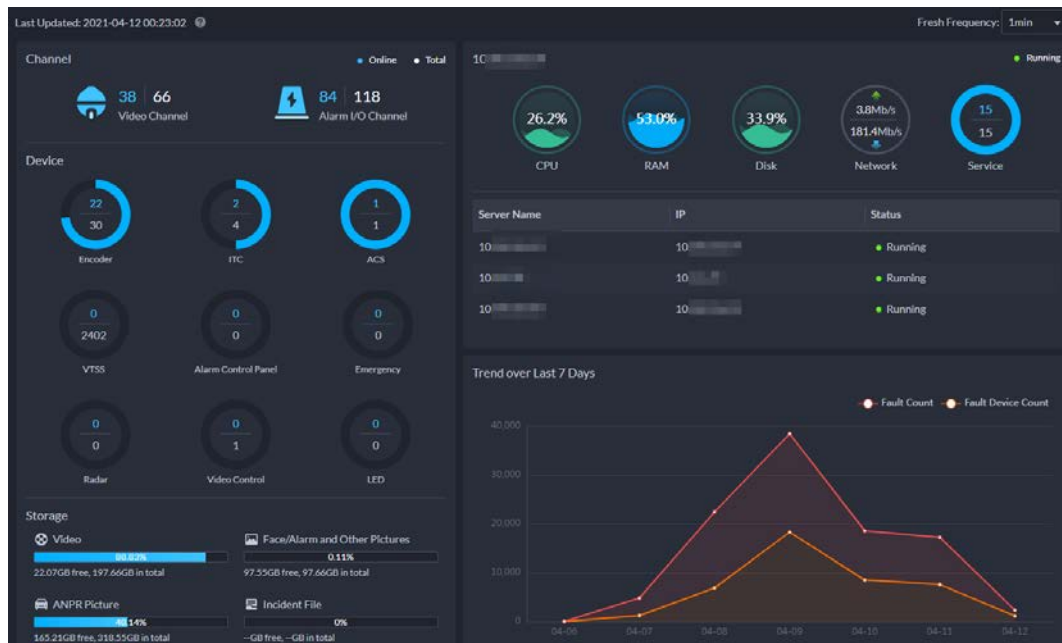 Last Updated: 2021-04-12 00:23:02
Fresh Frequency: 1min
Channel
Online Total
38 66
Video Channel
84 118
Alarm I/O Channel
Device
22
30
Encoder
2
4
ITC
1
1
ACS
0
2402
VTSS
0
0
Alarm Control Panel
0
0
Emergency
0
0
Radar
0
1
Video Control
0
0
LED
Storage
Video
22.07GB free, 197.66GB in total
Face/Alarm and Other Pictures
0.11%
97.55GB free, 97.66GB in total
ANPR Picture
48.14%
165.21GB free, 318.55GB in total
Incident File
0%
--GB free, --GB in total
10
Running
26.2%
CPU
53.0%
RAM
33.9%
Disk
3.8Mb/s
181.4Mb/s
Network
15
15
Service
Server Name IP Status
10 10 Running
10 10 Running
10 10 Running
Trend over Last 7 Days
Fault Count Fault Device Count
40,000
30,000
20,000
10,000
0
04-06 04-07 04-08 04-09 04-10 04-11 04-12